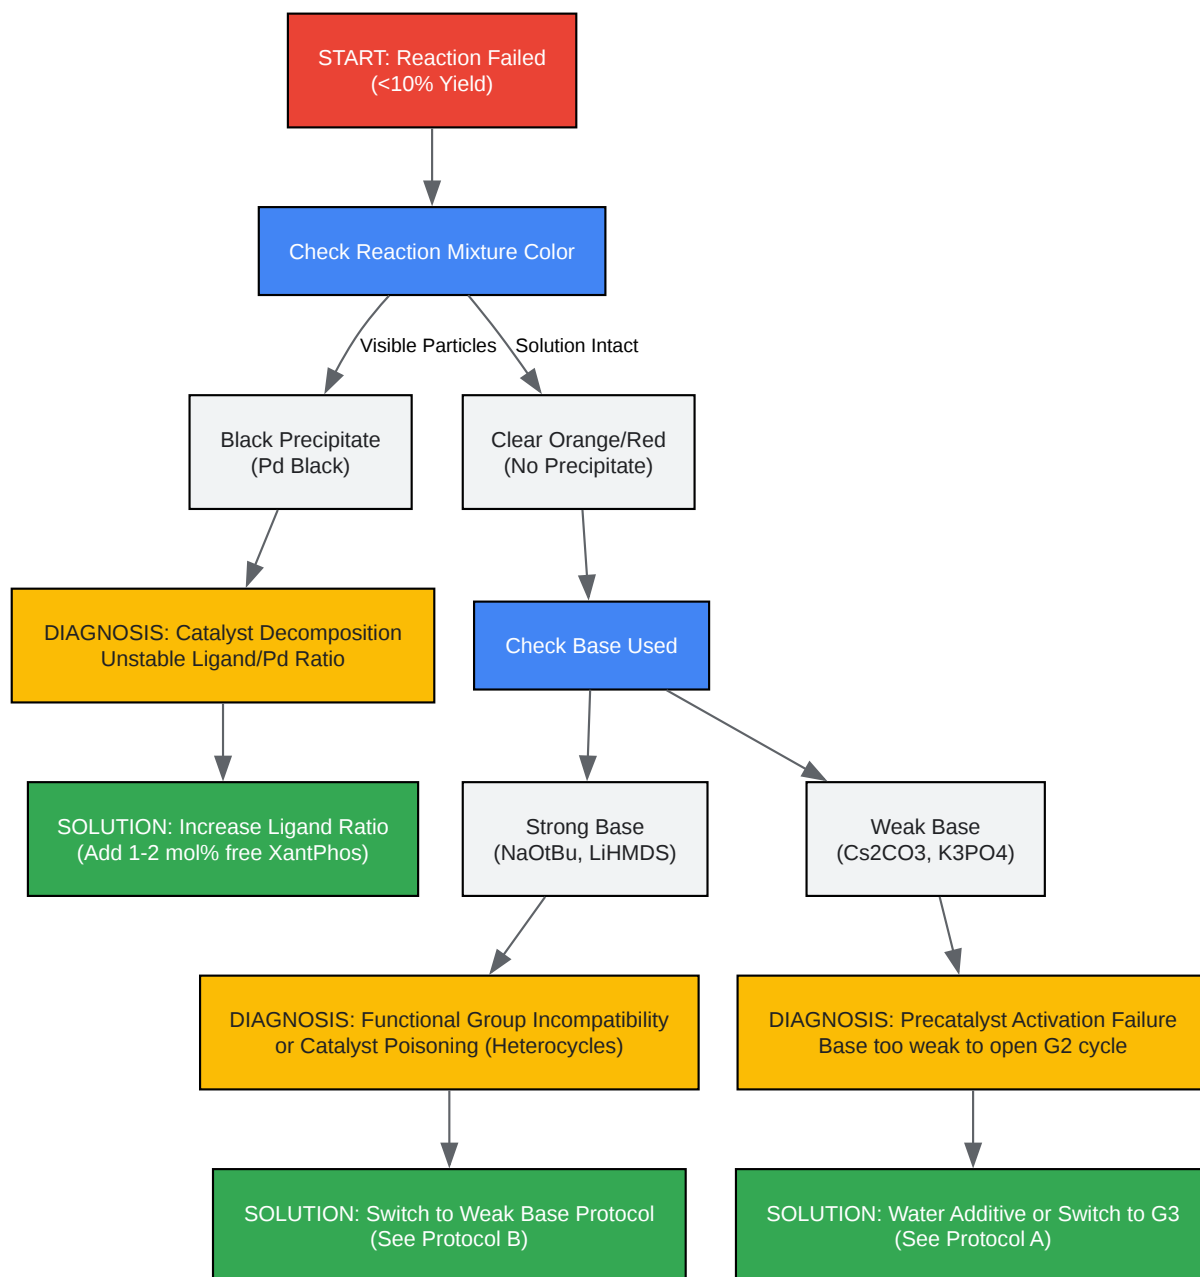 START: Reaction Failed
(<10% Yield)
Check Reaction Mixture Color
Visible Particles
Solution Intact
Black Precipitate
(Pd Black)
Clear Orange/Red
(No Precipitate)
DIAGNOSIS: Catalyst Decomposition
Unstable Ligand/Pd Ratio
Check Base Used
SOLUTION: Increase Ligand Ratio
(Add 1-2 mol% free XantPhos)
Strong Base
(NaOtBu, LiHMDS)
Weak Base
(Cs2CO3, K3PO4)
DIAGNOSIS: Functional Group Incompatibility
or Catalyst Poisoning (Heterocycles)
DIAGNOSIS: Precatalyst Activation Failure
Base too weak to open G2 cycle
SOLUTION: Switch to Weak Base Protocol
(See Protocol B)
SOLUTION: Water Additive or Switch to G3
(See Protocol A)